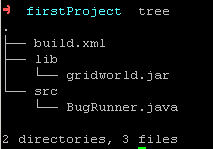 ➜ firstProject tree
.
├── build.xml
├── lib
│   └── gridworld.jar
└── src
    └── BugRunner.java

2 directories, 3 files